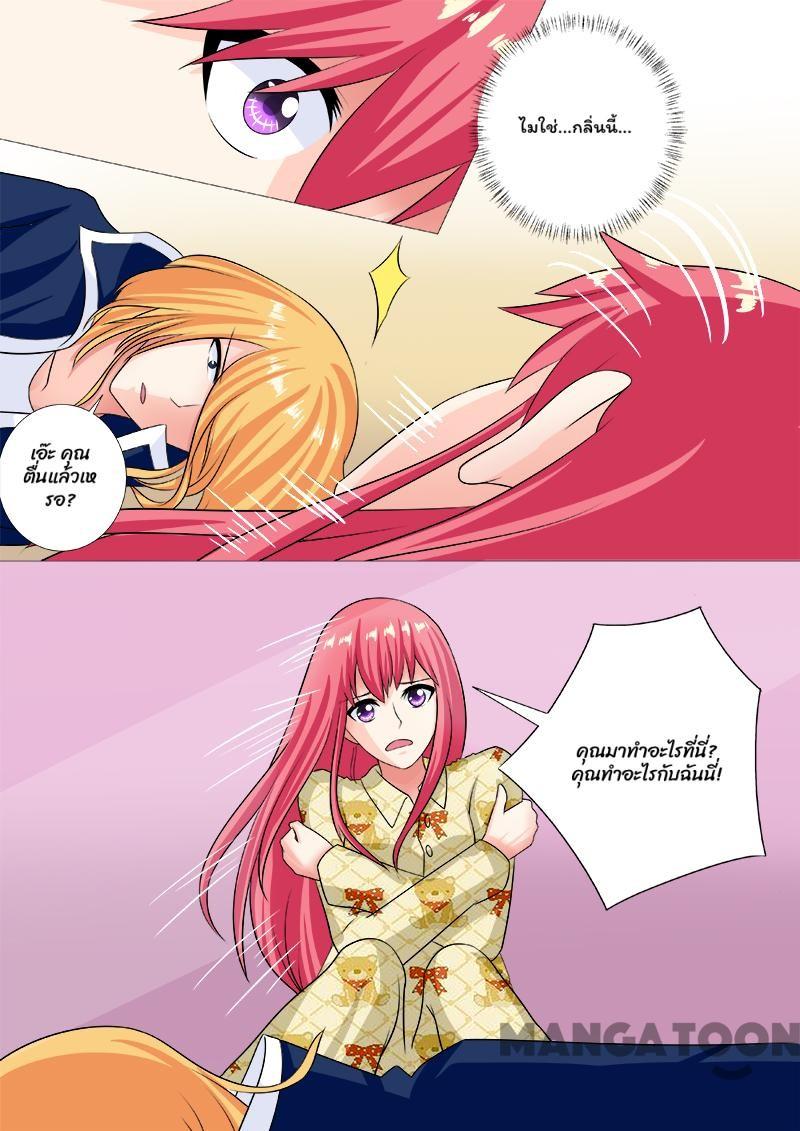 ไม่ใช่...กลิ่นนี้...
เอ๊ะ คุณ
ตื่นแล้วเห
รอ?
คุณมาทำอะไรที่นี่?
คุณทำอะไรกับฉันนี่!
MANGATOON